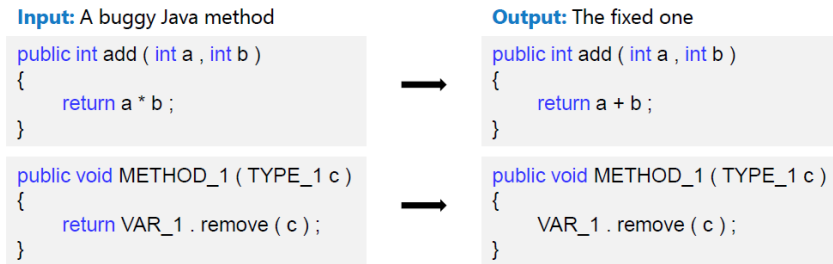 Input: A buggy Java method
public int add ( int a , int b )
{
return a * b ;
}
public void METHOD_1 ( TYPE_1 c )
{
return VAR_1 . remove ( c ) ;
}
Output: The fixed one
public int add ( int a , int b )
{
return a + b ;
}
public void METHOD_1 ( TYPE_1 c )
{
VAR_1 . remove ( c ) ;
}